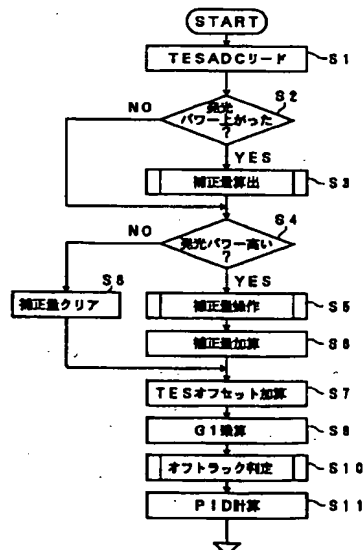 START
TESADCリード S1
S2
NO
発光
パワー上がった
?
YES
補正量算出 S3
S4
NO
発光パワー高い
?
S8
YES
補正量クリア
補正量操作 S5
補正量加算 S6
TESオフセット加算 S7
G1乗算 S9
オフトラック判定 S10
PID計算 S11